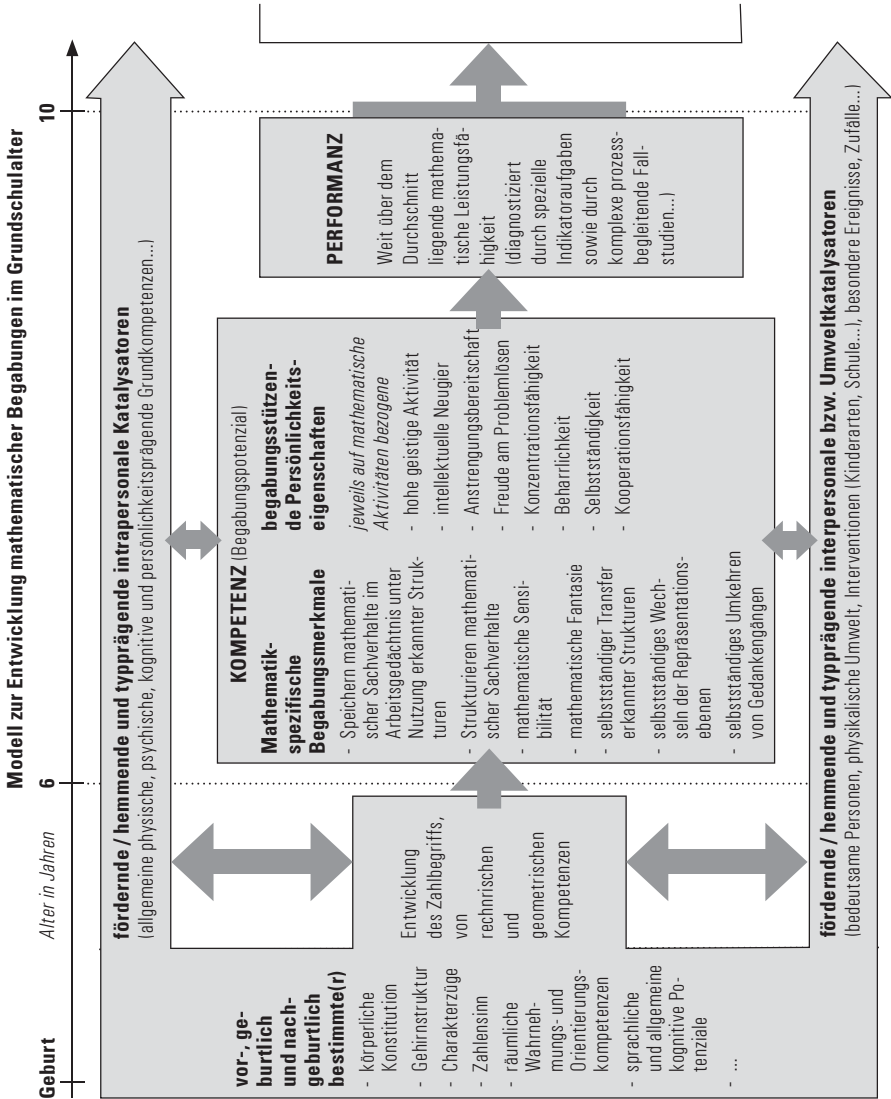 Modell zur Entwicklung mathematischer Begabungen im Grundschulalter
Geburt
Alter in Jahren
6
10
fördernde / hemmende und typprägende intrapersonale Katalysatoren
(allgemeine physische, psychische, kognitive und persönlichkeitsprägende Grundkompetenzen...)
vor-, ge-
burtlich
und nach-
geburtlich
bestimmte(r)
- körperliche
Konstitution
- Gehirnstruktur
- Charakterzüge
- Zahlensinn
- räumliche
Wahrneh-
mungs- und
Orientierungs-
kompetenzen
- sprachliche
und allgemeine
kognitive Po-
tenziale
- ...
Entwicklung
des Zahlbegriffs,
von
rechnrischen
und
geometrischen
Kompetenzen
KOMPETENZ (Begabungspotenzial)
Mathematik-
spezifische
Begabungsmerkmale
- Speichern mathemati-
scher Sachverhalte im
Arbeitsgedächtnis unter
Nutzung erkannter Struk-
turen
- Strukturieren mathemati-
scher Sachverhalte
- mathematische Sensi-
bilität
- mathematische Fantasie
- selbstständiger Transfer
erkannter Strukturen
- selbstständiges Wech-
seln der Repräsentations-
ebenen
- selbstständiges Umkehren
von Gedankengängen
begabungsstützen-
de Persönlichkeits-
eigenschaften
jeweils auf mathematische
Aktivitäten bezogene
- hohe geistige Aktivität
- intellektuelle Neugier
- Anstrengungsbereitschaft
- Freude am Problemlösen
- Konzentrationsfähigkeit
- Beharrlichkeit
- Selbstständigkeit
- Kooperationsfähigkeit
PERFORMANZ
Weit über dem
Durchschnitt
liegende mathema-
tische Leistungsfä-
higkeit
(diagnostiziert
durch spezielle
Indikatoraufgaben
sowie durch
komplexe prozess-
begleitende Fall-
studien...)
fördernde / hemmende und typprägende interpersonale bzw. Umweltkatalysatoren
(bedeutsame Personen, physikalische Umwelt, Interventionen (Kinderarten, Schule...), besondere Ereignisse, Zufälle...)